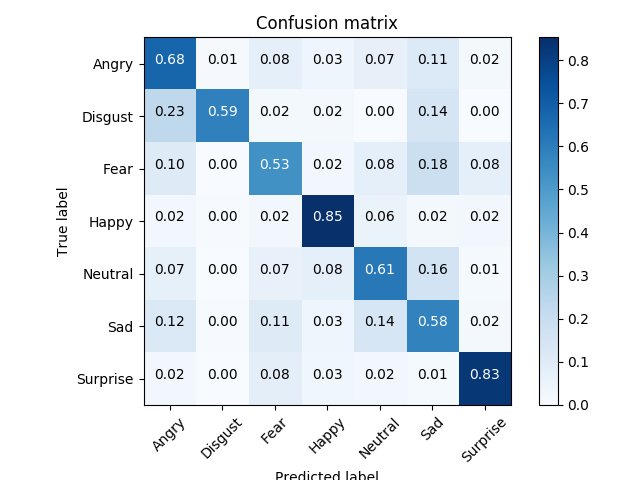 Confusion matrix
True label
Angry 0.68 0.01 0.08 0.03 0.07 0.11 0.02
Disgust 0.23 0.59 0.02 0.02 0.00 0.14 0.00
Fear 0.10 0.00 0.53 0.02 0.08 0.18 0.08
Happy 0.02 0.00 0.02 0.85 0.06 0.02 0.02
Neutral 0.07 0.00 0.07 0.08 0.61 0.16 0.01
Sad 0.12 0.00 0.11 0.03 0.14 0.58 0.02
Surprise 0.02 0.00 0.08 0.03 0.02 0.01 0.83
Angry Disgust Fear Happy Neutral Sad Surprise
Predicted label
0.8
0.7
0.6
0.5
0.4
0.3
0.2
0.1
0.0